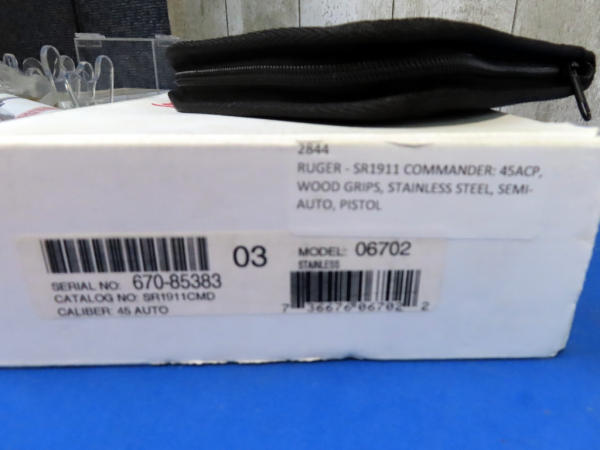 2844
RUGER - SR1911 COMMANDER: 45ACP,
WOOD GRIPS, STAINLESS STEEL, SEMI-
AUTO, PISTOL
03
MODEL: 06702
STAINLESS
SERIAL NO: 670-85383
CATALOG NO: SR1911CMD
CALIBER: 45 AUTO
7 36676 06702 2